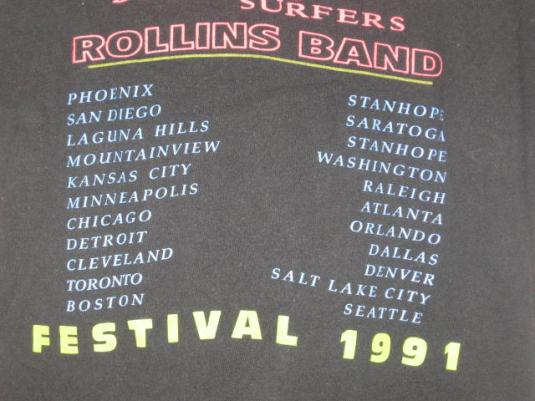 SURFERS
ROLLINS BAND
PHOENIX
SAN DIEGO
LAGUNA HILLS
MOUNTAINVIEW
KANSAS CITY
MINNEAPOLIS
CHICAGO
DETROIT
CLEVELAND
TORONTO
BOSTON
STANHOPE
SARATOGA
STANHOPE
WASHINGTON
RALEIGH
ATLANTA
ORLANDO
DALLAS
DENVER
SALT LAKE CITY
SEATTLE
FESTIVAL 1991